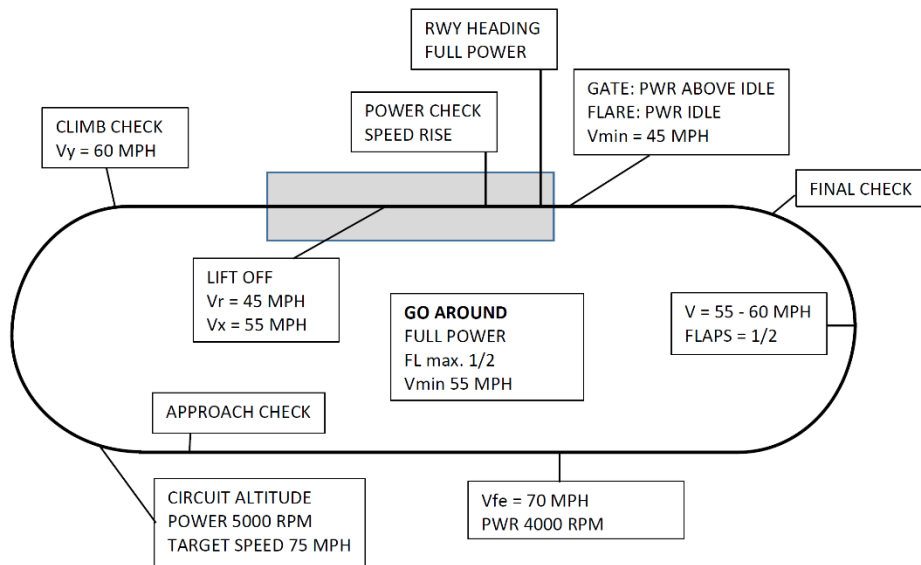 RWY HEADING
FULL POWER
GATE: PWR ABOVE IDLE
FLARE: PWR IDLE
Vmin = 45 MPH
POWER CHECK
SPEED RISE
CLIMB CHECK
Vy = 60 MPH
FINAL CHECK
LIFT OFF
Vr = 45 MPH
Vx = 55 MPH
GO AROUND
FULL POWER
FL max. 1/2
Vmin 55 MPH
V = 55 - 60 MPH
FLAPS = 1/2
APPROACH CHECK
CIRCUIT ALTITUDE
POWER 5000 RPM
TARGET SPEED 75 MPH
Vfe = 70 MPH
PWR 4000 RPM